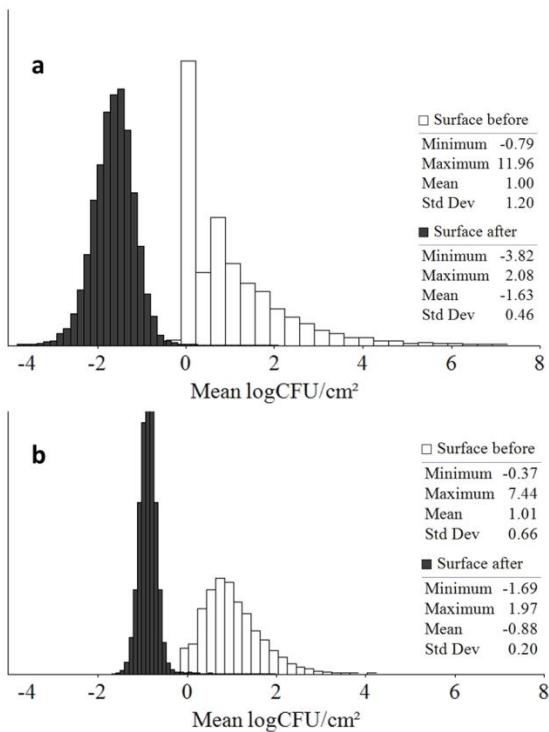 a
□ Surface before
Minimum -0.79
Maximum 11.96
Mean 1.00
Std Dev 1.20
■ Surface after
Minimum -3.82
Maximum 2.08
Mean -1.63
Std Dev 0.46
-4 -2 0 2 4 6 8
Mean logCFU/cm²
b
□ Surface before
Minimum -0.37
Maximum 7.44
Mean 1.01
Std Dev 0.66
■ Surface after
Minimum -1.69
Maximum 1.97
Mean -0.88
Std Dev 0.20
-4 -2 0 2 4 6 8
Mean logCFU/cm²